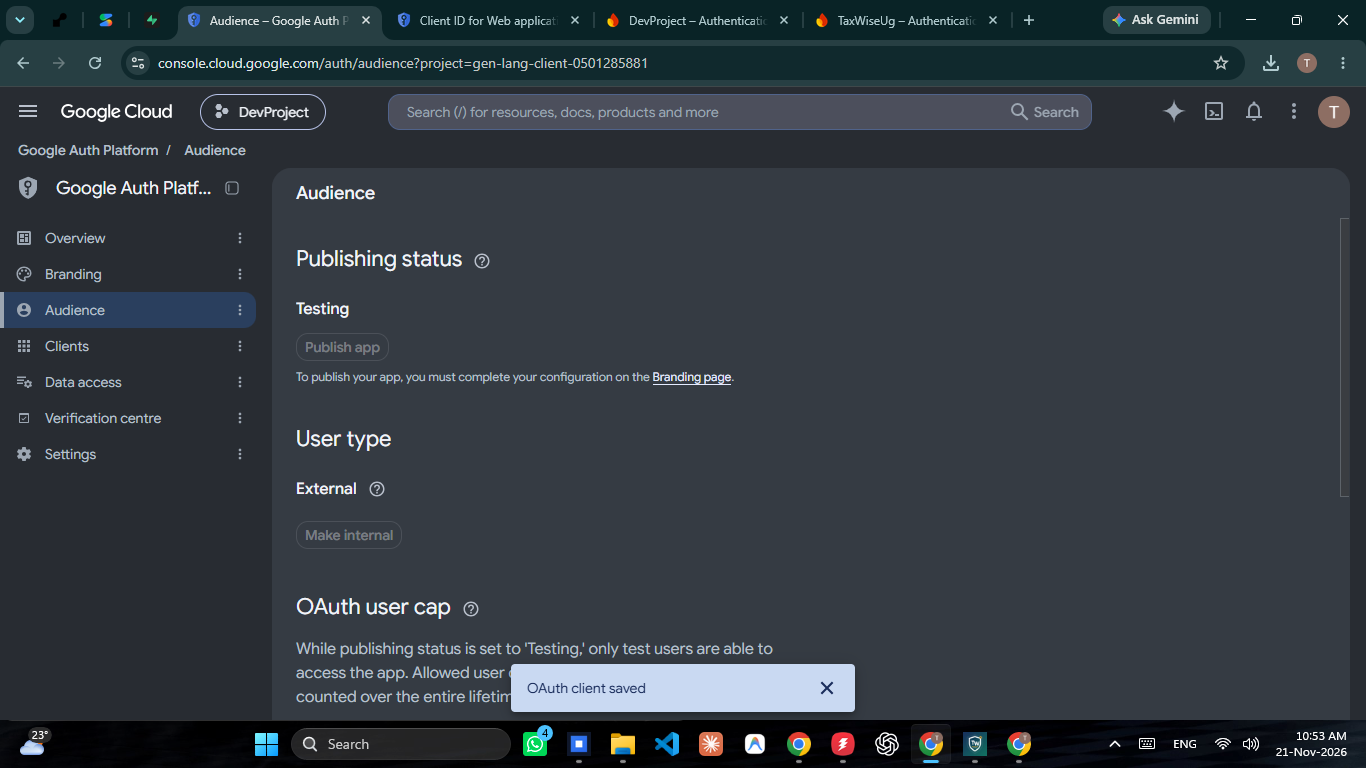 Audience – Google Auth P
Client ID for Web applicat
DevProject – Authenticatio
TaxWiseUg – Authenticatio
Ask Gemini
console.cloud.google.com/auth/audience?project=gen-lang-client-0501285881
T
Google Cloud
DevProject
Search (/) for resources, docs, products and more
Search
T
Google Auth Platform / Audience
Google Auth Platf...
Overview
Branding
Audience
Clients
Data access
Verification centre
Settings
Audience
Publishing status
Testing
Publish app
To publish your app, you must complete your configuration on the Branding page.
User type
External
Make internal
OAuth user cap
While publishing status is set to 'Testing,' only test users are able to
access the app. Allowed user
counted over the entire lifetim
OAuth client saved
23°
Search
4
ENG
10:53 AM
21-Nov-2026